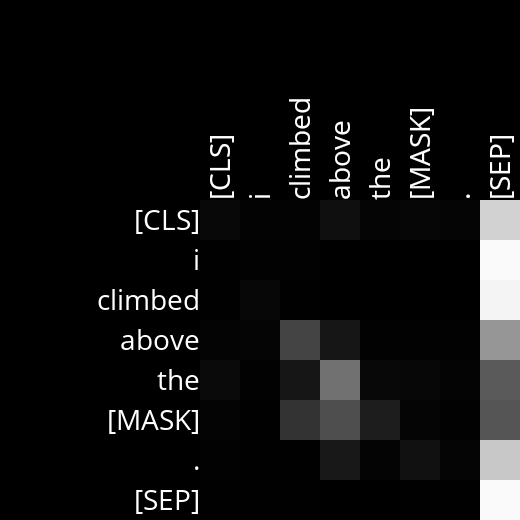 [CLS] i climbed above the [MASK] . [SEP]
[CLS]
i
climbed
above
the
[MASK]
.
[SEP]